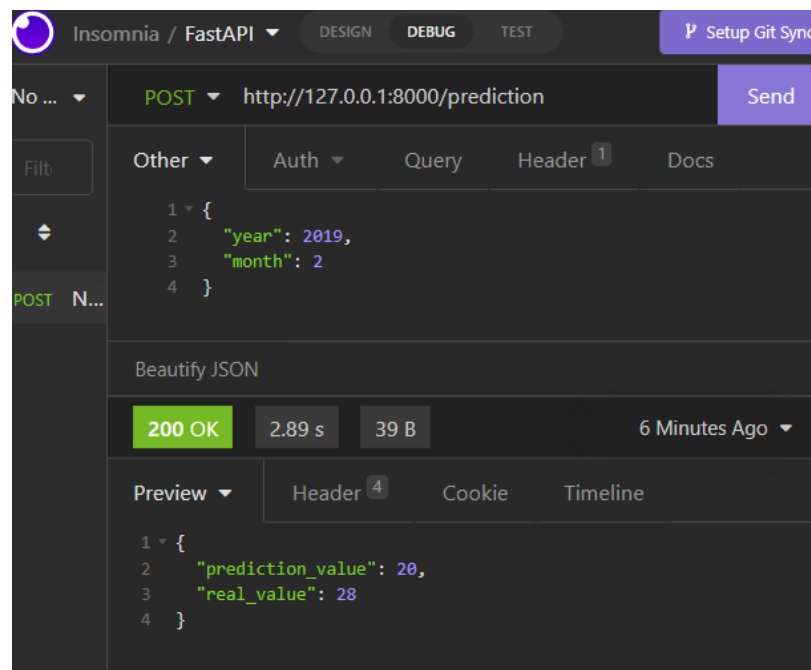 Insomnia / FastAPI
DESIGN DEBUG TEST
Setup Git Sync
No ...
POST http://127.0.0.1:8000/prediction Send
Other Auth Query Header 1 Docs
1 {
2 "year": 2019,
3 "month": 2
4 }
POST N...
Beautify JSON
200 OK 2.89 s 39 B 6 Minutes Ago
Preview Header 4 Cookie Timeline
1 {
2 "prediction_value": 20,
3 "real_value": 28
4 }